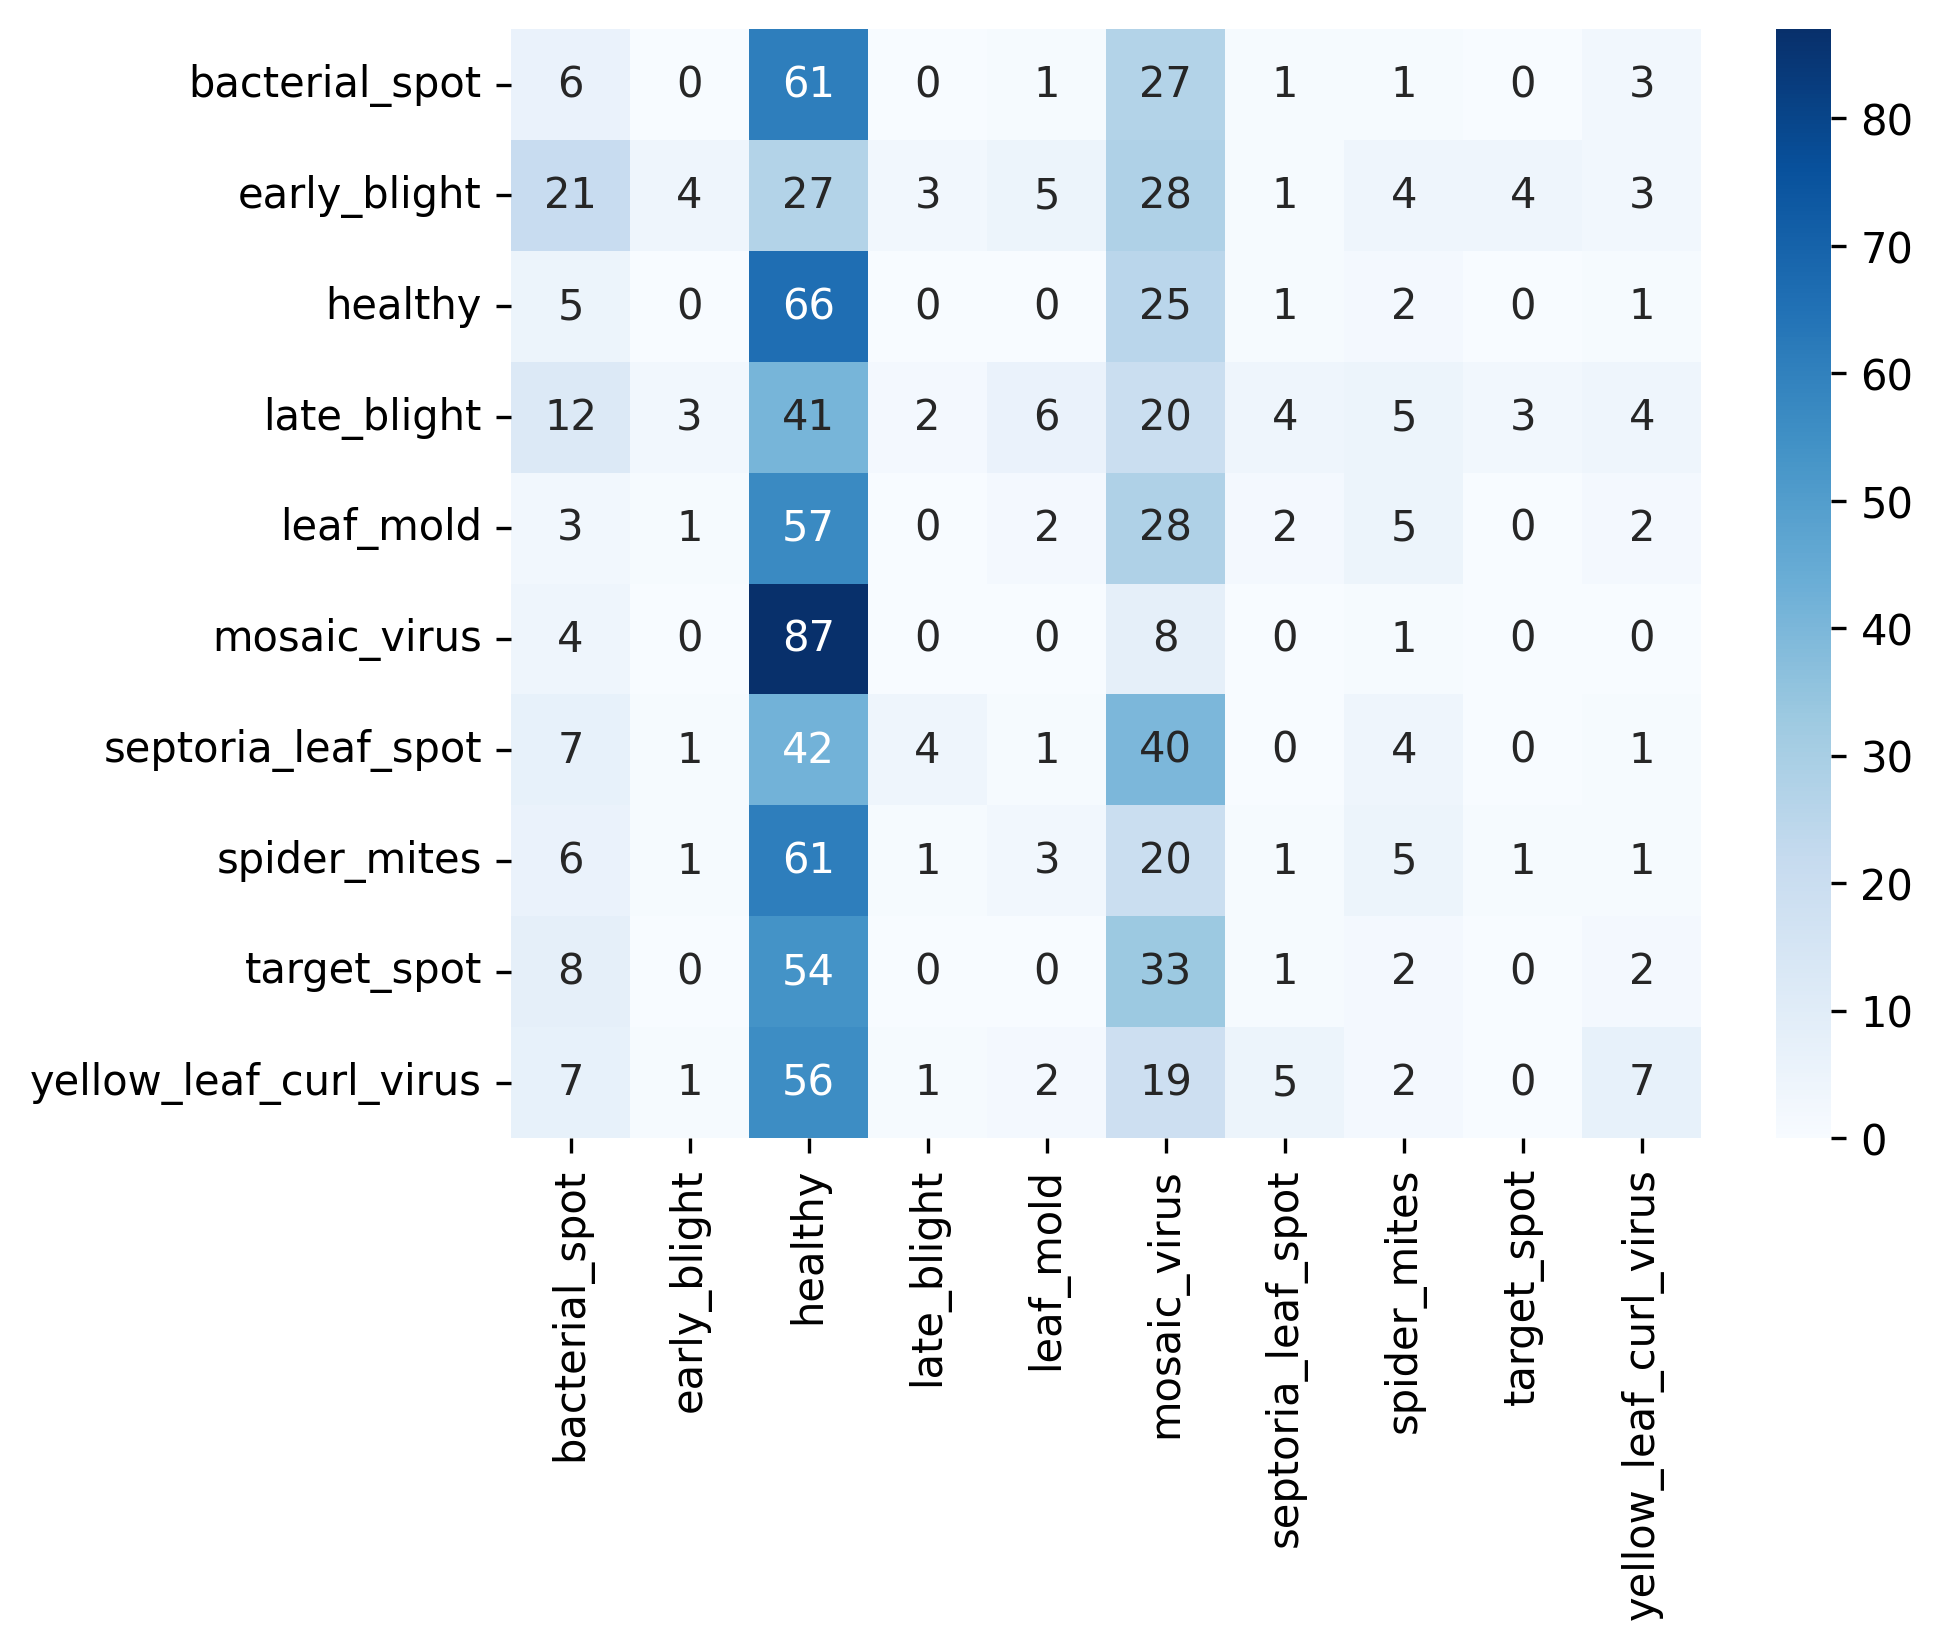 bacterial_spot 6 0 61 0 1 27 1 1 0 3
early_blight 21 4 27 3 5 28 1 4 4 3
healthy 5 0 66 0 0 25 1 2 0 1
late_blight 12 3 41 2 6 20 4 5 3 4
leaf_mold 3 1 57 0 2 28 2 5 0 2
mosaic_virus 4 0 87 0 0 8 0 1 0 0
septoria_leaf_spot 7 1 42 4 1 40 0 4 0 1
spider_mites 6 1 61 1 3 20 1 5 1 1
target_spot 8 0 54 0 0 33 1 2 0 2
yellow_leaf_curl_virus 7 1 56 1 2 19 5 2 0 7
bacterial_spot
early_blight
healthy
late_blight
leaf_mold
mosaic_virus
septoria_leaf_spot
spider_mites
target_spot
yellow_leaf_curl_virus
80
70
60
50
40
30
20
10
0